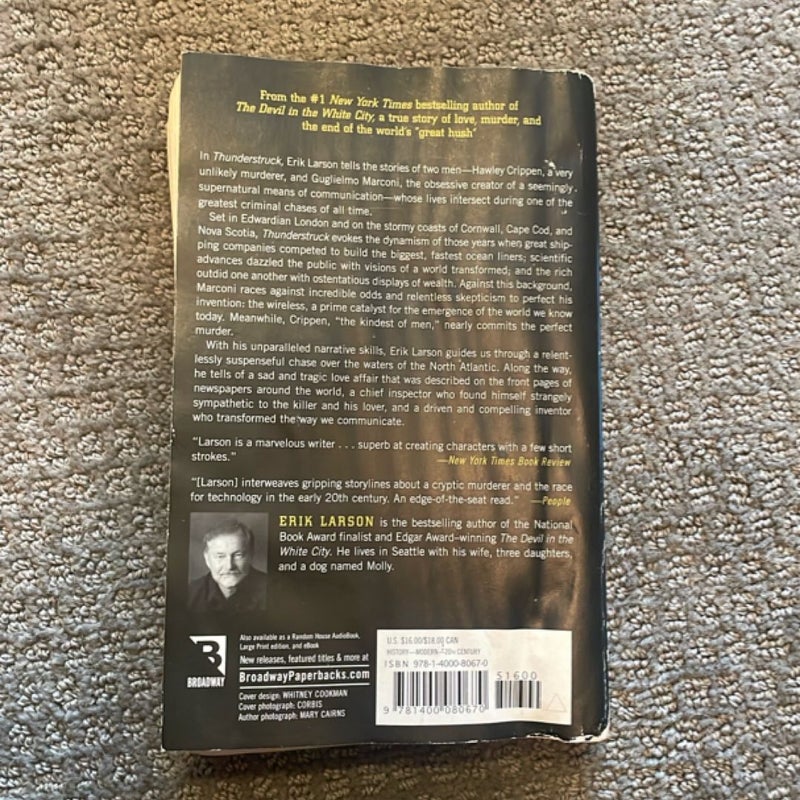 From the #1 New York Times bestselling author of
The Devil in the White City, a true story of love, murder, and
the end of the world's "great hush"
In Thunderstruck, Erik Larson tells the stories of two men—Hawley Crippen, a very
unlikely murderer, and Guglielmo Marconi, the obsessive creator of a seemingly
supernatural means of communication—whose lives intersect during one of the
greatest criminal chases of all time.
Set in Edwardian London and on the stormy coasts of Cornwall, Cape Cod, and
Nova Scotia, Thunderstruck evokes the dynamism of those years when great ship-
ping companies competed to build the biggest, fastest ocean liners; scientific
advances dazzled the public with visions of a world transformed; and the rich
outdid one another with ostentatious displays of wealth. Against this background,
Marconi races against incredible odds and relentless skepticism to perfect his
invention: the wireless, a prime catalyst for the emergence of the world we know
today. Meanwhile, Crippen, "the kindest of men," nearly commits the perfect
murder.
With his unparalleled narrative skills, Erik Larson guides us through a relent-
lessly suspenseful chase over the waters of the North Atlantic. Along the way,
he tells of a sad and tragic love affair that was described on the front pages of
newspapers around the world, a chief inspector who found himself strangely
sympathetic to the killer and his lover, and a driven and compelling inventor
who transformed the way we communicate.
"Larson is a marvelous writer . . . superb at creating characters with a few short
strokes." —New York Times Book Review
"[Larson] interweaves gripping storylines about a cryptic murderer and the race
for technology in the early 20th century. An edge-of-the-seat read." —People
ERIK LARSON is the bestselling author of the National
Book Award finalist and Edgar Award–winning The Devil in the
White City. He lives in Seattle with his wife, three daughters,
and a dog named Molly.
Also available as a Random House AudioBook,
Large Print edition, and eBook
New releases, featured titles & more at
BroadwayPaperbacks.com
B
BROADWAY
Cover design: WHITNEY COOKMAN
Cover photograph: CORBIS
Author photograph: MARY CAIRNS
U.S. $16.00/$18.00 CAN
HISTORY—MODERN—20TH CENTURY
ISBN 978-1-4000-8067-0
51600
9 781400 080670